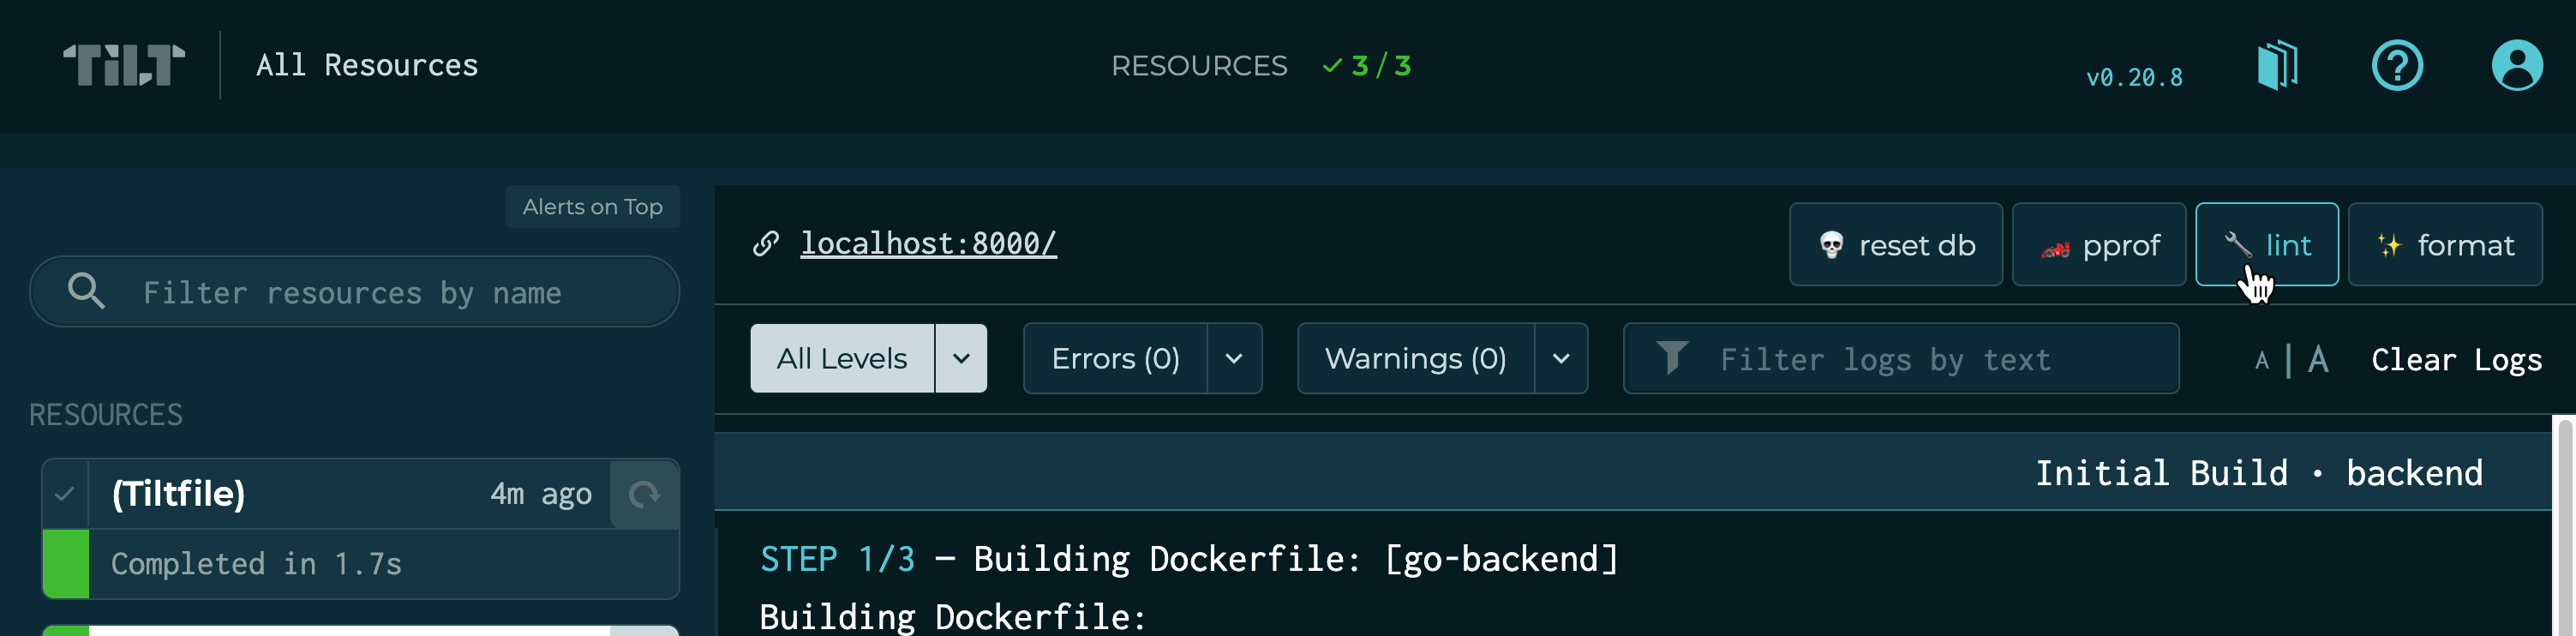 TILT
All Resources
RESOURCES 3/3
v0.20.8
Alerts on Top
Filter resources by name
RESOURCES
(Tiltfile) 4m ago
Completed in 1.7s
localhost:8000/
reset db
pprof
lint
format
All Levels
Errors (0)
Warnings (0)
Filter logs by text
A | A
Clear Logs
Initial Build • backend
STEP 1/3 — Building Dockerfile: [go-backend]
Building Dockerfile: